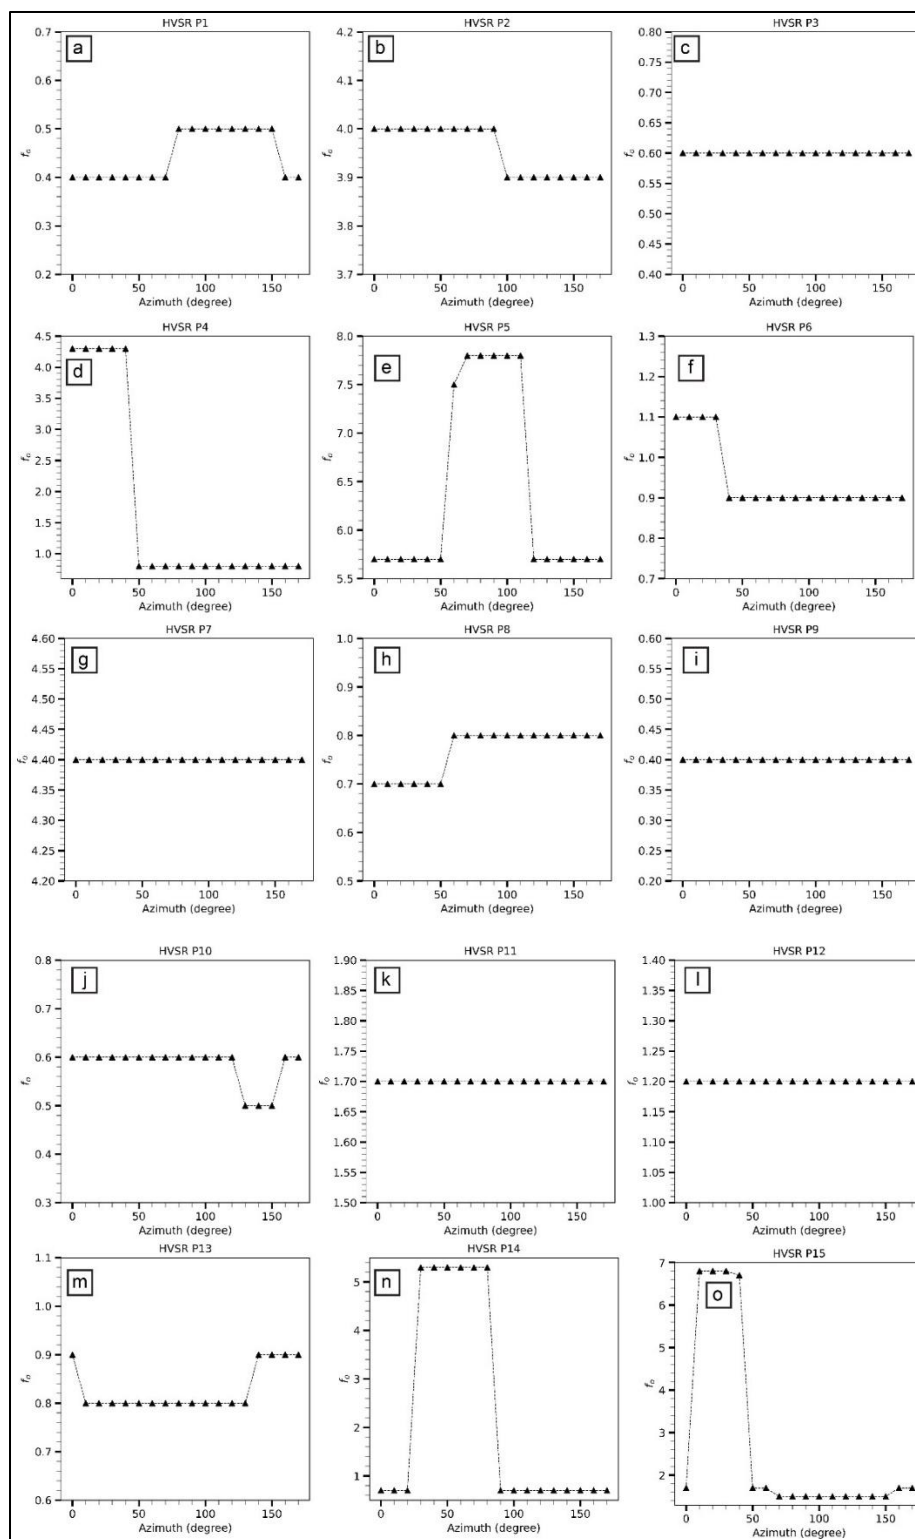 HVSR P1
a
0.7
0.6
0.5
0.4
0.3
0.2
fo
0 50 100 150
Azimuth (degree)
HVSR P2
b
4.2
4.1
4.0
3.9
3.8
3.7
fo
0 50 100 150
Azimuth (degree)
HVSR P3
c
0.80
0.75
0.70
0.65
0.60
0.55
0.50
0.45
0.40
fo
0 50 100 150
Azimuth (degree)
HVSR P4
d
4.5
4.0
3.5
3.0
2.5
2.0
1.5
1.0
fo
0 50 100 150
Azimuth (degree)
HVSR P5
e
8.0
7.5
7.0
6.5
6.0
5.5
fo
0 50 100 150
Azimuth (degree)
HVSR P6
f
1.3
1.2
1.1
1.0
0.9
0.8
0.7
fo
0 50 100 150
Azimuth (degree)
HVSR P7
g
4.60
4.55
4.50
4.45
4.40
4.35
4.30
4.25
4.20
fo
0 50 100 150
Azimuth (degree)
HVSR P8
h
1.0
0.9
0.8
0.7
0.6
0.5
fo
0 50 100 150
Azimuth (degree)
HVSR P9
i
0.60
0.55
0.50
0.45
0.40
0.35
0.30
0.25
0.20
fo
0 50 100 150
Azimuth (degree)
HVSR P10
j
0.8
0.7
0.6
0.5
0.4
0.3
fo
0 50 100 150
Azimuth (degree)
HVSR P11
k
1.90
1.85
1.80
1.75
1.70
1.65
1.60
1.55
1.50
fo
0 50 100 150
Azimuth (degree)
HVSR P12
l
1.40
1.35
1.30
1.25
1.20
1.15
1.10
1.05
1.00
fo
0 50 100 150
Azimuth (degree)
HVSR P13
m
1.1
1.0
0.9
0.8
0.7
0.6
fo
0 50 100 150
Azimuth (degree)
HVSR P14
n
5
4
3
2
1
fo
0 50 100 150
Azimuth (degree)
HVSR P15
o
7
6
5
4
3
2
fo
0 50 100 150
Azimuth (degree)